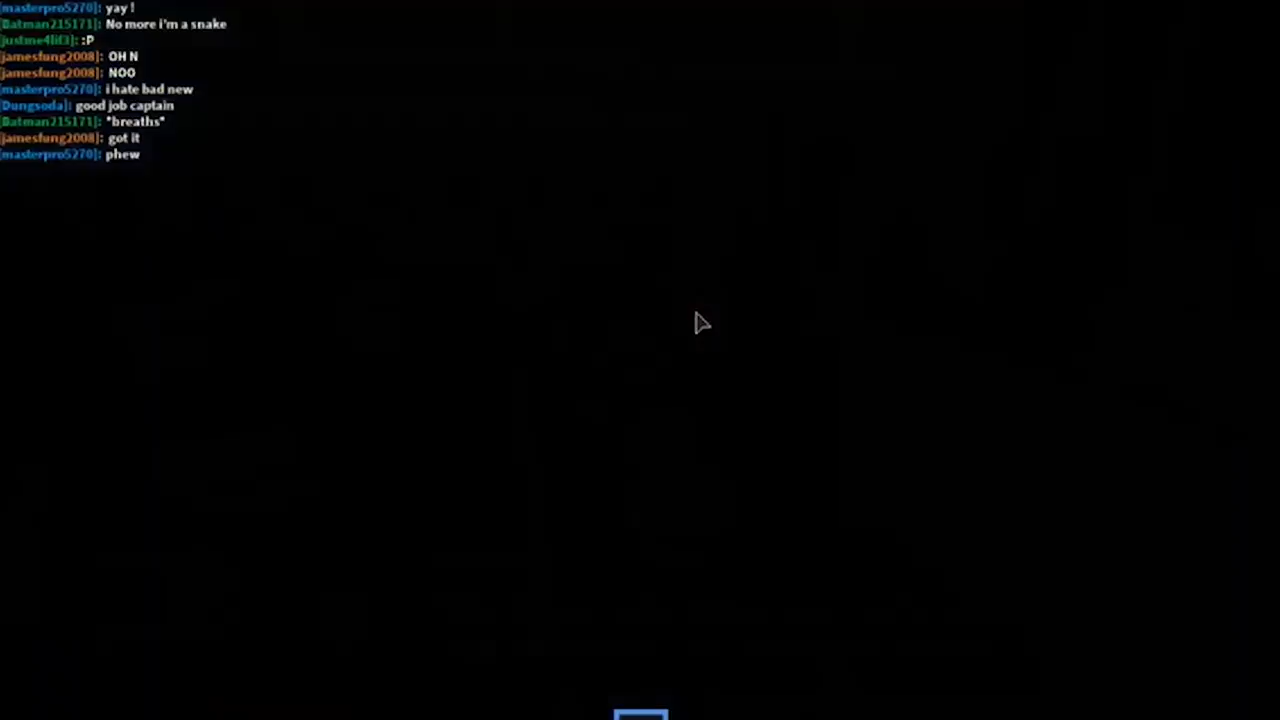 [masterpro5270]: yay !
[Batman215171]: No more i'm a snake
[justme4lif3]: :P
[jamesfung2008]: OH N
[jamesfung2008]: NOO
[masterpro5270]: i hate bad new
[Dungsoda]: good job captain
[Batman215171]: *breaths*
[jamesfung2008]: got it
[masterpro5270]: phew